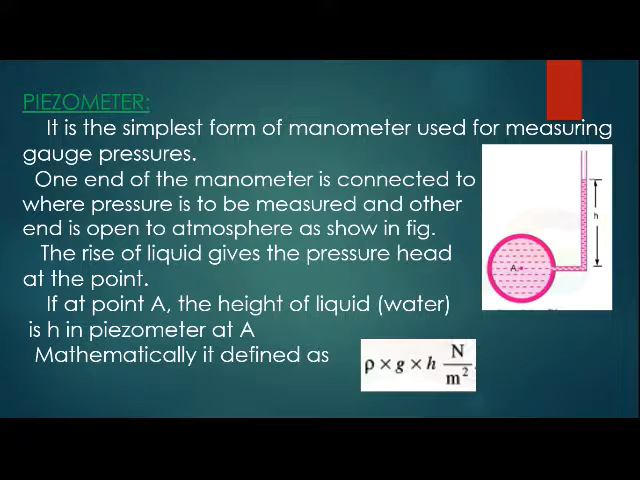 PIEZOMETER:
It is the simplest form of manometer used for measuring
gauge pressures.
One end of the manometer is connected to
where pressure is to be measured and other
end is open to atmosphere as show in fig.
The rise of liquid gives the pressure head
at the point.
If at point A, the height of liquid (water)
is h in piezometer at A
Mathematically it defined as
ρ × g × h N/m²
h
A